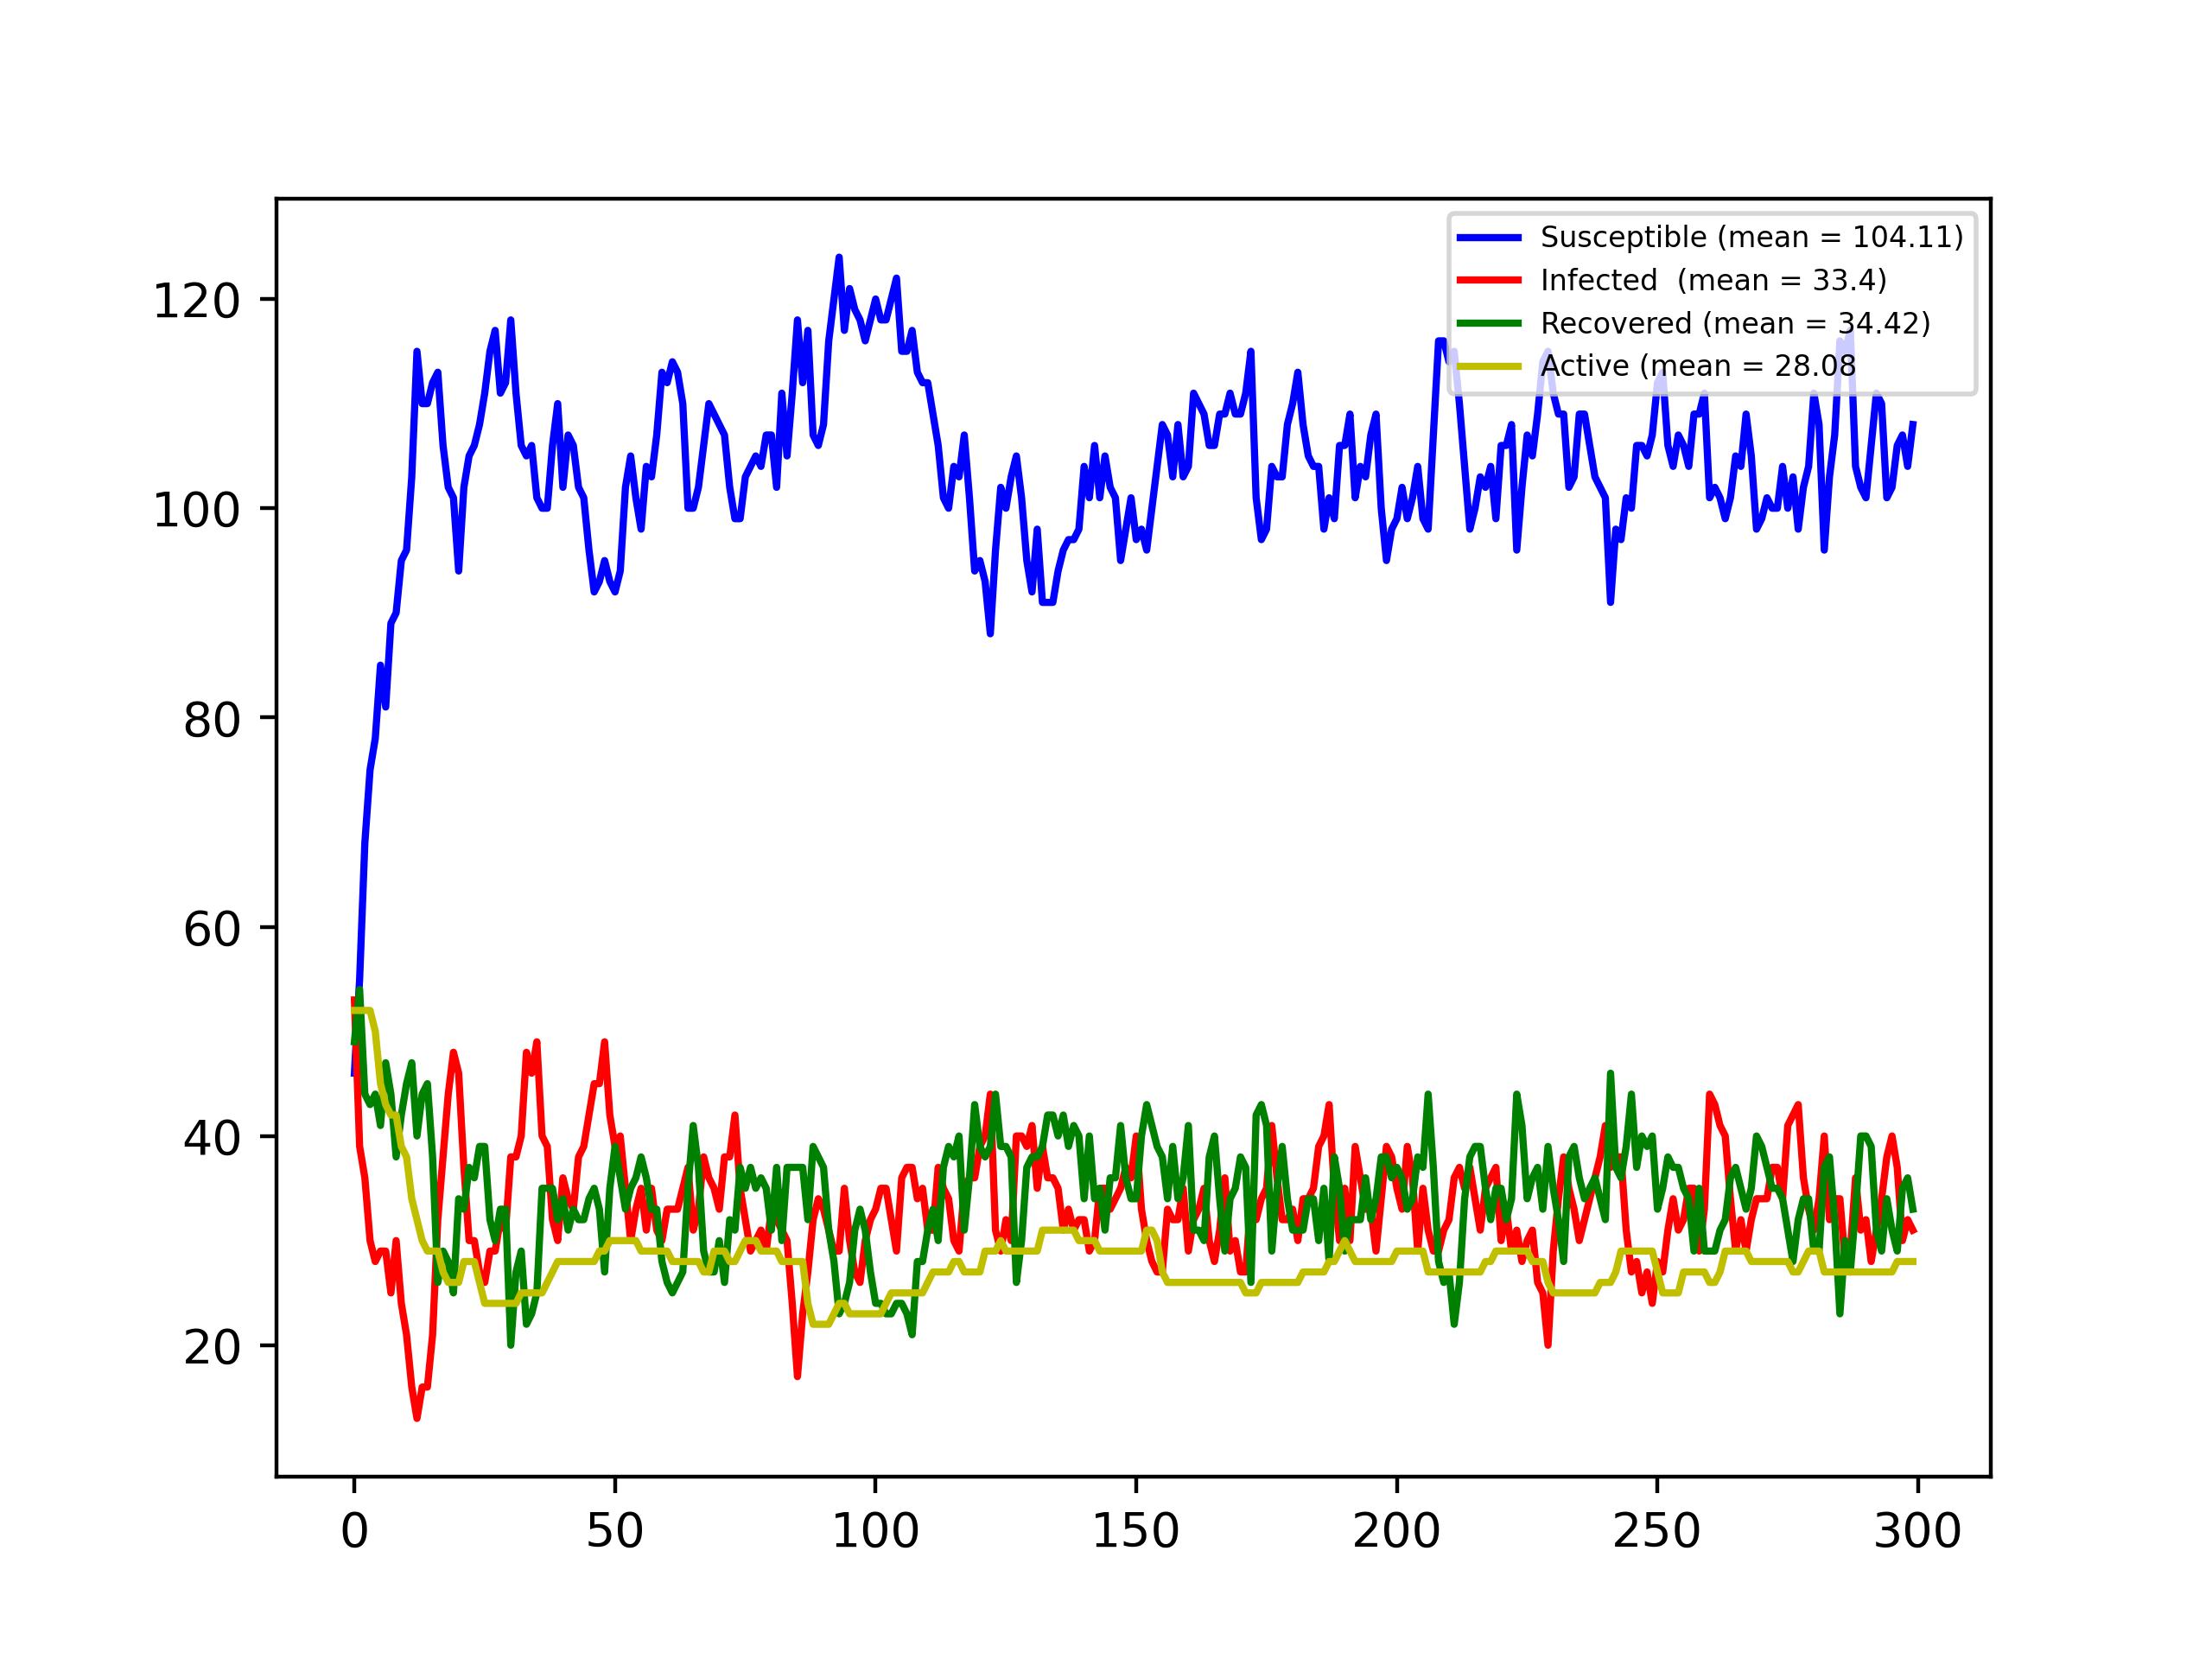 Susceptible (mean = 104.11)
Infected  (mean = 33.4)
Recovered (mean = 34.42)
Active (mean = 28.08
120
100
80
60
40
20
0 50 100 150 200 250 300